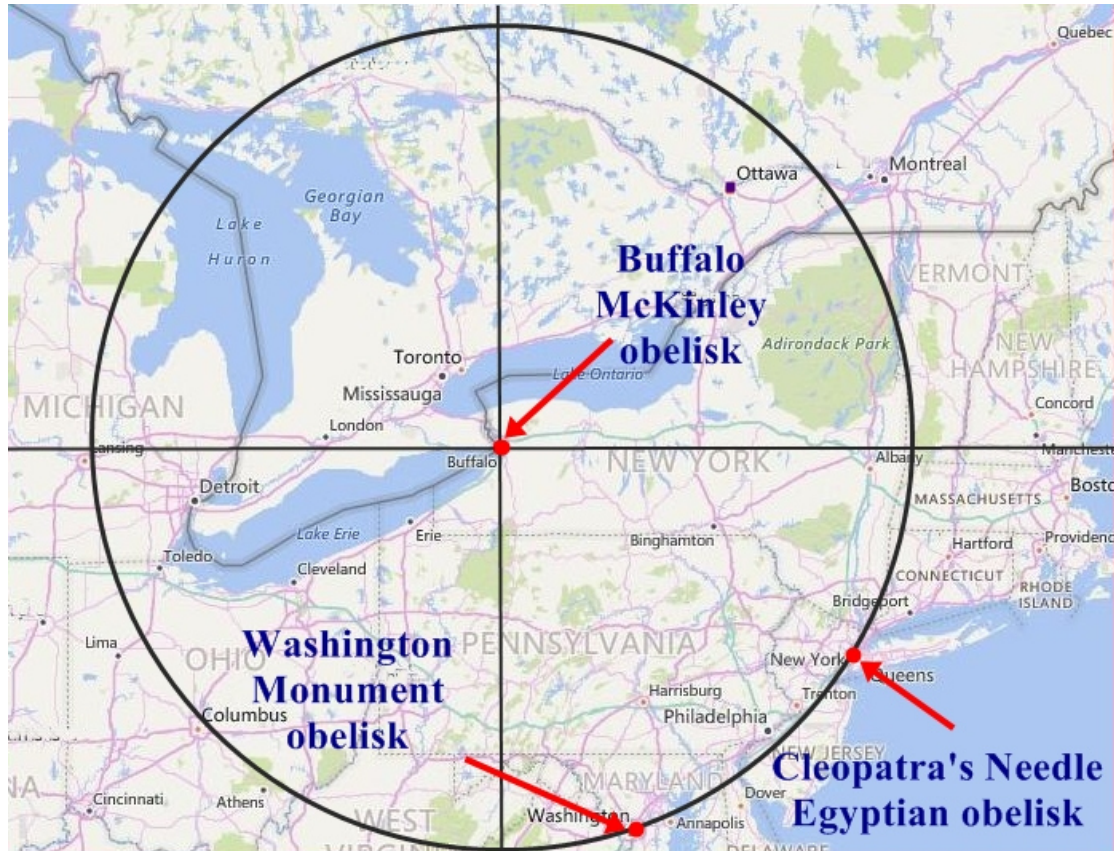 Quebec
Montreal
Ottawa
Georgian
Bay
Lake
Huron
Buffalo
McKinley
obelisk
VERMONT
NEW
HAMPSHIRE
Adirondack Park
Toronto
Lake Ontario
Mississauga
MICHIGAN
Concord
London
Manchester
Lansing
Buffalo
NEW YORK
Albany
Detroit
MASSACHUSETTS
Boston
Lake Erie
Erie
Binghamton
Hartford
Providenc
Toledo
Cleveland
CONNECTICUT
RHODE
ISLAND
Bridgeport
Washington
Monument
obelisk
Lima
OHIO
PENNSYLVANIA
New York
Queens
Harrisburg
Trenton
Columbus
Philadelphia
NEW JERSEY
Cleopatra's Needle
Egyptian obelisk
MARYLAND
Cincinnati
Athens
Dover
WEST
VIRGINIA
Washington
Annapolis
DELAWARE